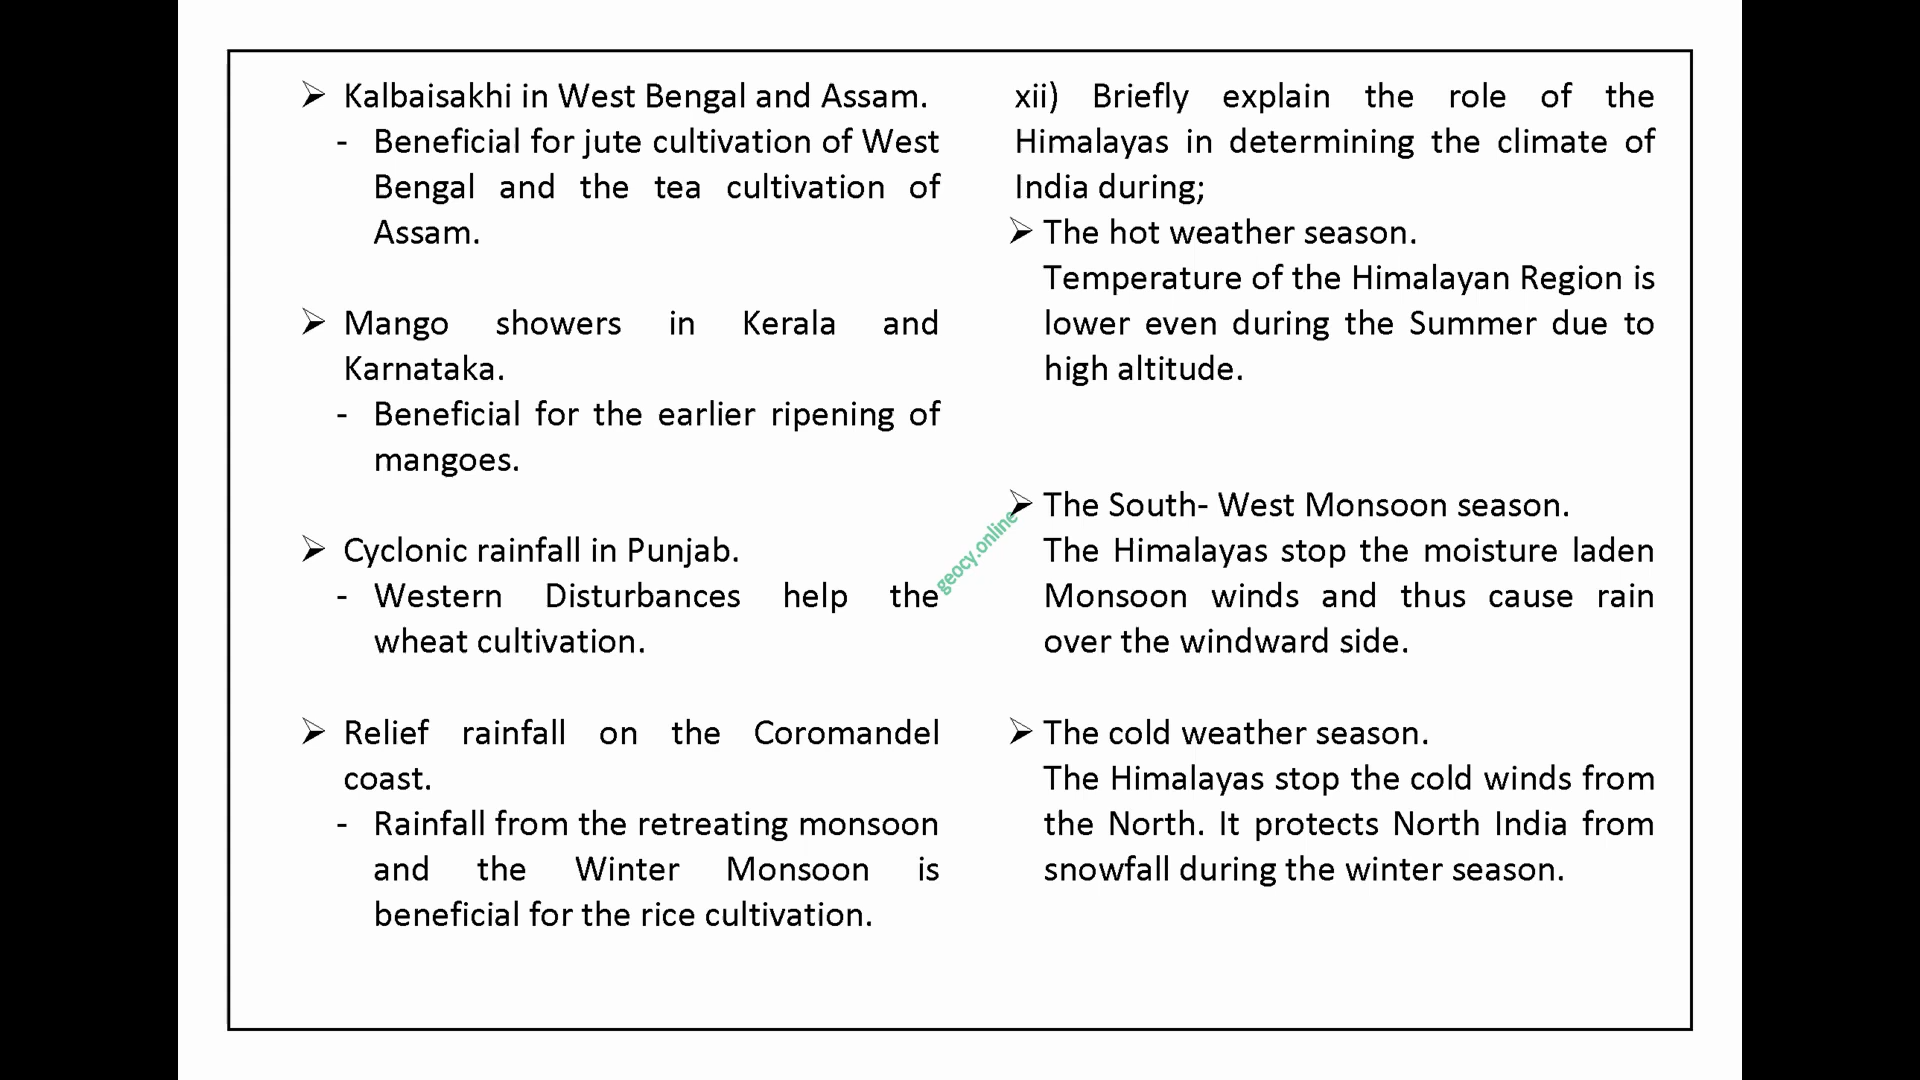 ➢ Kalbaisakhi in West Bengal and Assam.
- Beneficial for jute cultivation of West
Bengal and the tea cultivation of
Assam.
➢ Mango showers in Kerala and
Karnataka.
- Beneficial for the earlier ripening of
mangoes.
➢ Cyclonic rainfall in Punjab.
- Western Disturbances help the
wheat cultivation.
➢ Relief rainfall on the Coromandel
coast.
- Rainfall from the retreating monsoon
and the Winter Monsoon is
beneficial for the rice cultivation.
geocy.online
xii) Briefly explain the role of the
Himalayas in determining the climate of
India during;
➢ The hot weather season.
Temperature of the Himalayan Region is
lower even during the Summer due to
high altitude.
➢ The South- West Monsoon season.
The Himalayas stop the moisture laden
Monsoon winds and thus cause rain
over the windward side.
➢ The cold weather season.
The Himalayas stop the cold winds from
the North. It protects North India from
snowfall during the winter season.